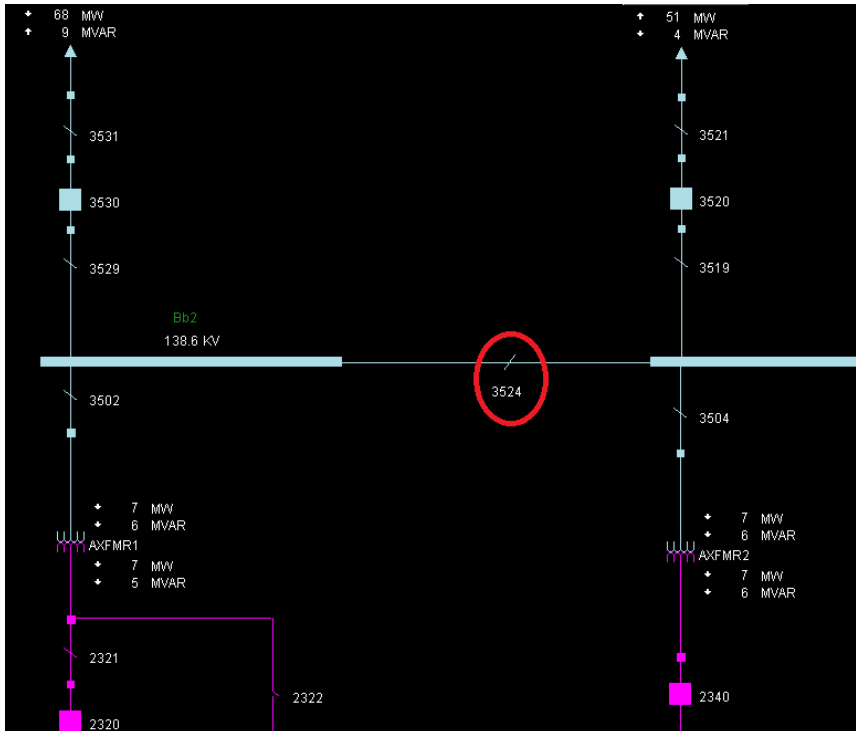 68 MW
9 MVAR
51 MW
4 MVAR
3531
3521
3530
3520
3529
3519
Bb2
138.6 KV
3524
3502
3504
7 MW
6 MVAR
AXFMR1
7 MW
5 MVAR
7 MW
6 MVAR
AXFMR2
7 MW
6 MVAR
2321
2322
2340
2320